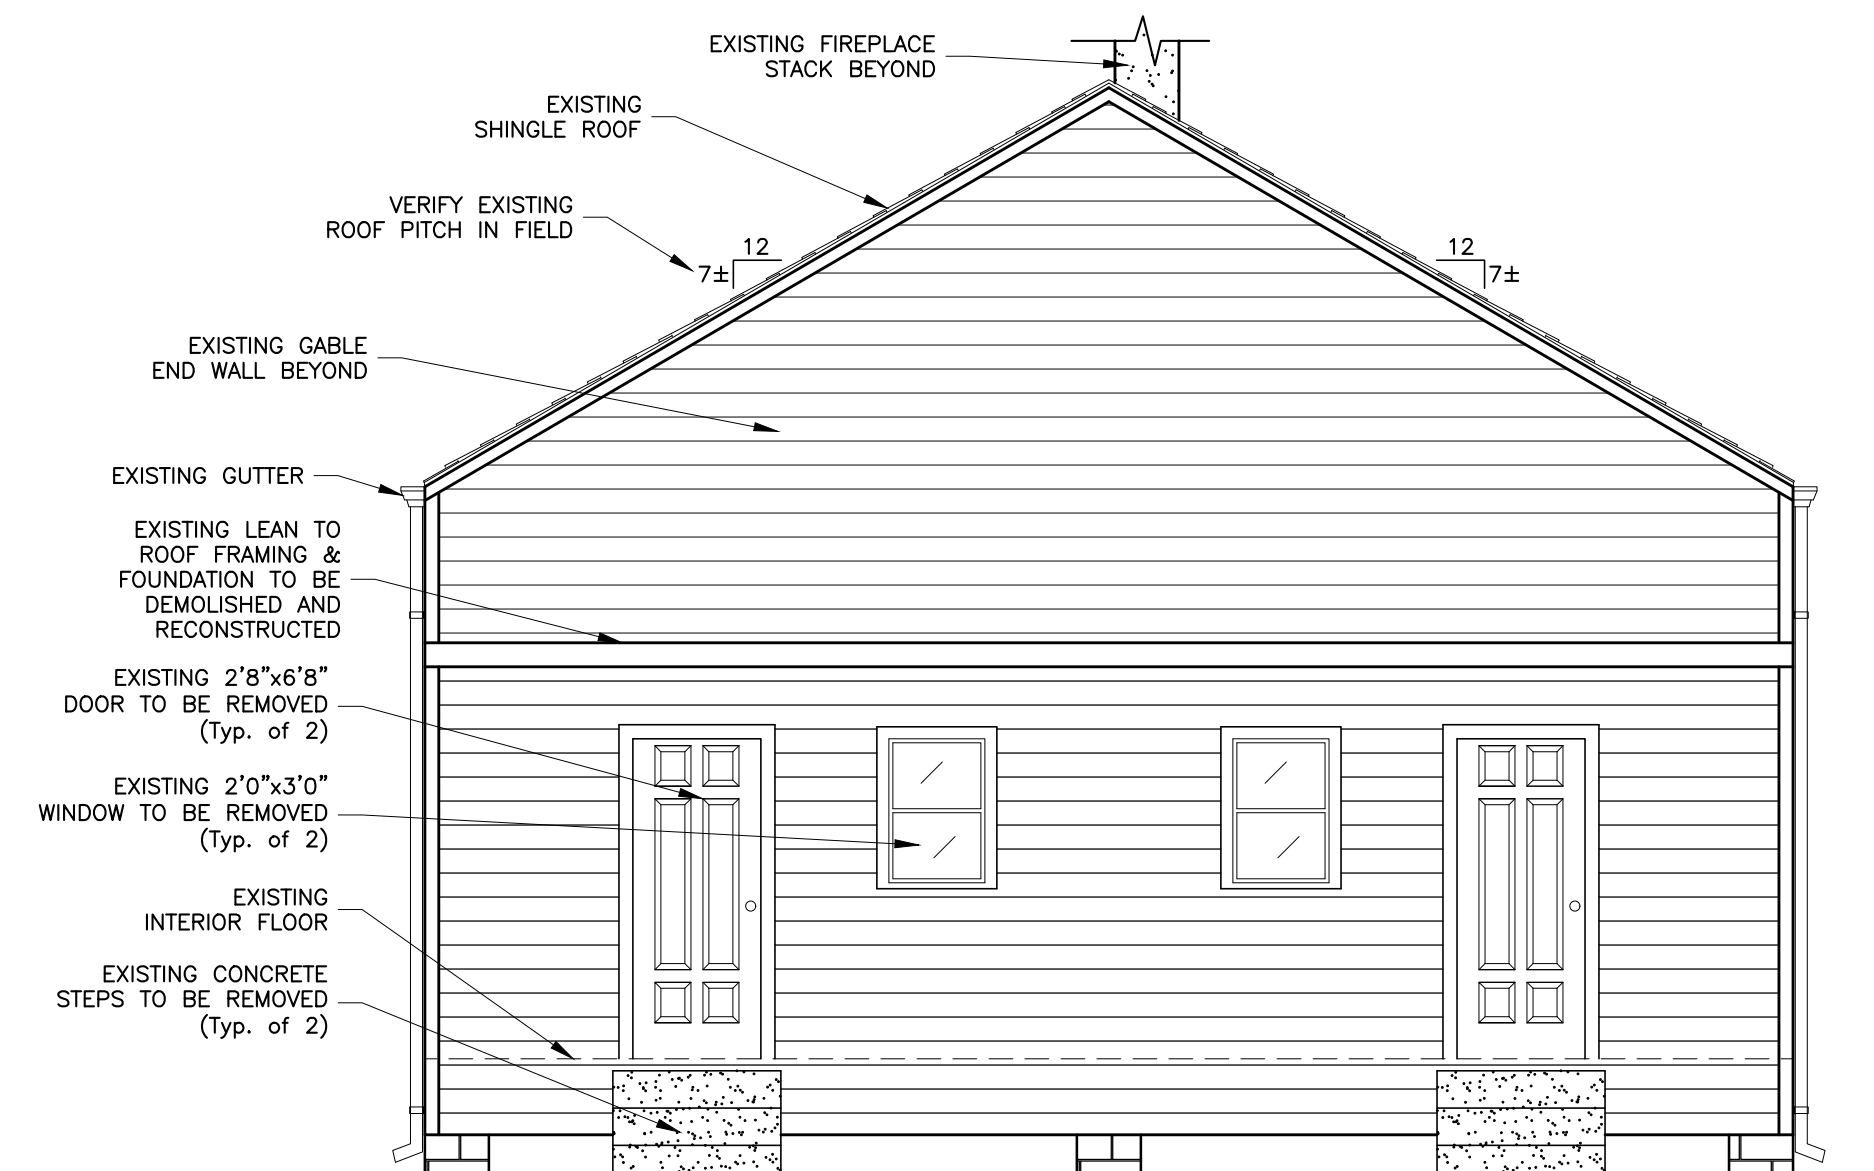 EXISTING FIREPLACE
STACK BEYOND
EXISTING
SHINGLE ROOF
VERIFY EXISTING
ROOF PITCH IN FIELD
12
7±
12
7±
EXISTING GABLE
END WALL BEYOND
EXISTING GUTTER
EXISTING LEAN TO
ROOF FRAMING &
FOUNDATION TO BE
DEMOLISHED AND
RECONSTRUCTED
EXISTING 2'8"x6'8"
DOOR TO BE REMOVED
(Typ. of 2)
EXISTING 2'0"x3'0"
WINDOW TO BE REMOVED
(Typ. of 2)
EXISTING
INTERIOR FLOOR
EXISTING CONCRETE
STEPS TO BE REMOVED
(Typ. of 2)